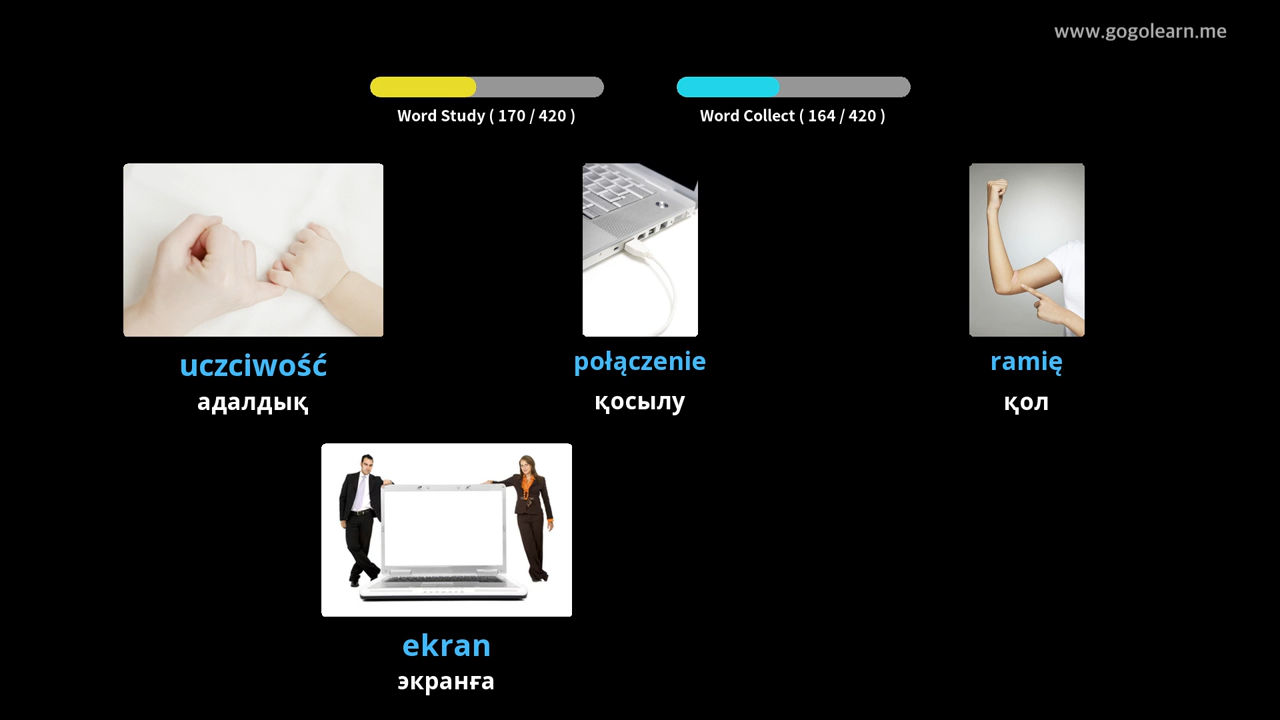 www.gogolearn.me
Word Study ( 170 / 420 )
Word Collect ( 164 / 420 )
uczciwość
адалдық
połączenie
қосылу
ramię
қол
ekran
экранға